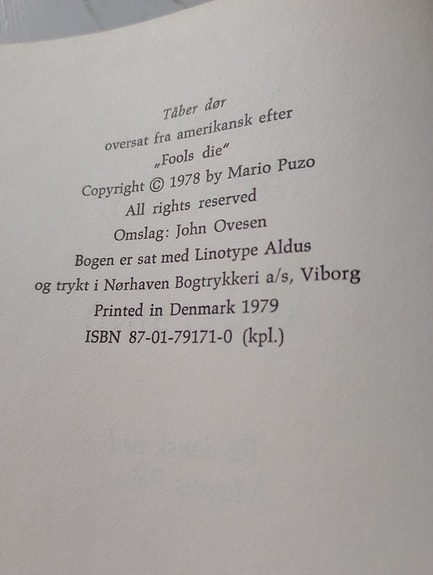 Tåber dør
oversat fra amerikansk efter
„Fools die“
Copyright © 1978 by Mario Puzo
All rights reserved
Omslag: John Ovesen
Bogen er sat med Linotype Aldus
og trykt i Nørhaven Bogtrykkeri a/s, Viborg
Printed in Denmark 1979
ISBN 87-01-79171-0 (kpl.)